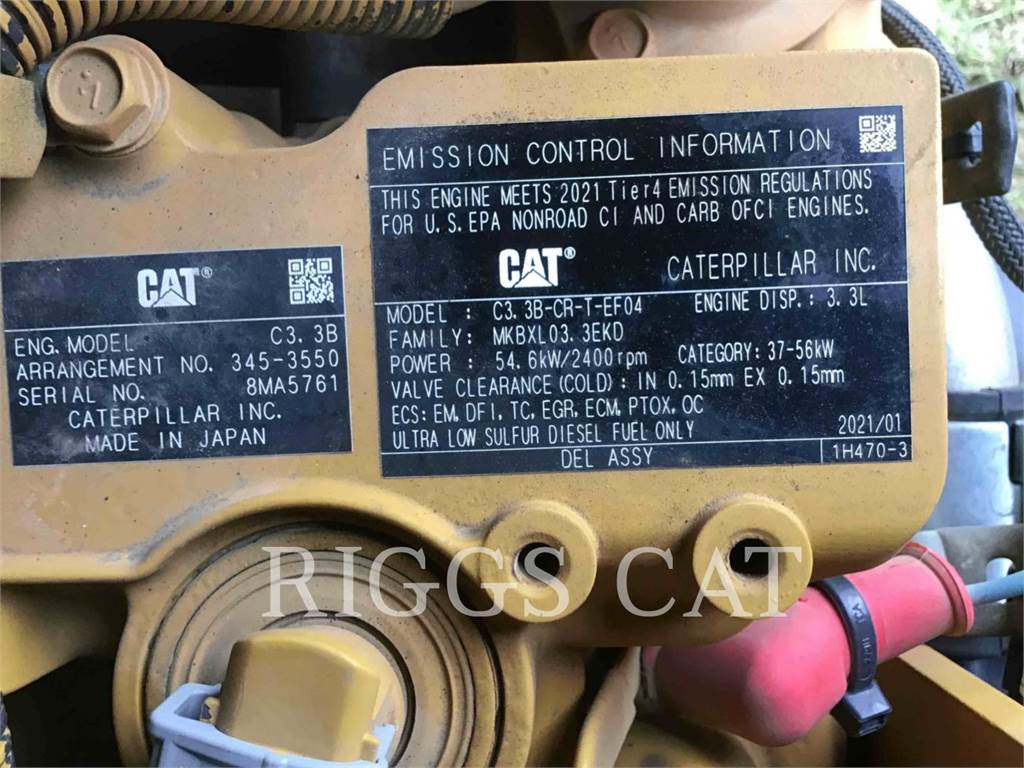 CAT®
ENG. MODEL C3.3B
ARRANGEMENT NO. 345-3550
SERIAL NO. 8MA5761
CATERPILLAR INC.
MADE IN JAPAN
EMISSION CONTROL INFORMATION
THIS ENGINE MEETS 2021 Tier4 EMISSION REGULATIONS
FOR U.S.EPA NONROAD CI AND CARB OFCI ENGINES.
CAT® CATERPILLAR INC.
MODEL : C3.3B-CR-T-EF04 ENGINE DISP.: 3.3L
FAMILY: MKBXL03.3EKD
POWER : 54.6kW/2400rpm CATEGORY: 37-56kW
VALVE CLEARANCE(COLD): IN 0.15mm EX 0.15mm
ECS: EM, DFI, TC, EGR, ECM, PTOX, OC
ULTRA LOW SULFUR DIESEL FUEL ONLY 2021/01
DEL ASSY 1H470-3
RIGGS CAT